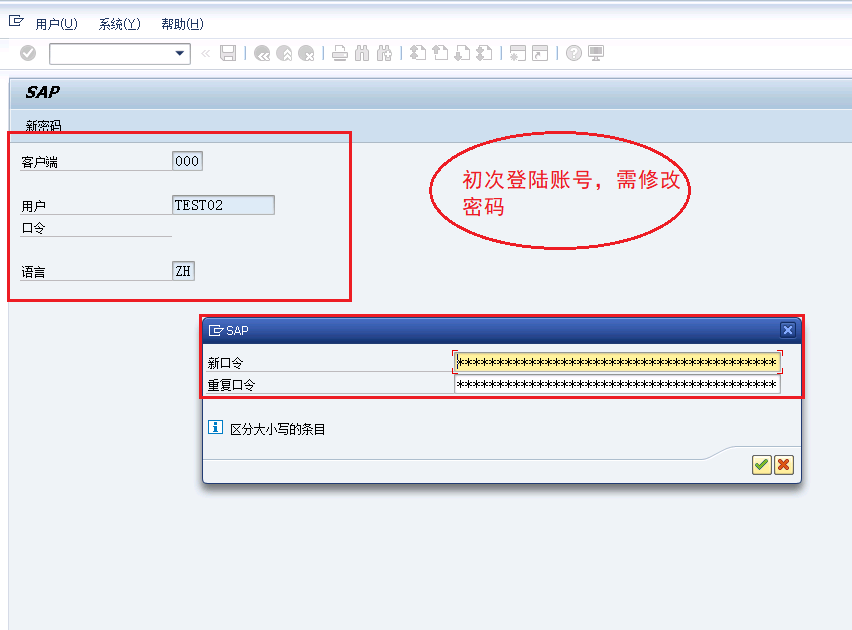 用户(U) 系统(Y) 帮助(H)
SAP
新密码
客户端 000
用户 TEST02
口令
语言 ZH
初次登陆账号，需修改
密码
SAP
新口令 ****************************************
重复口令 ****************************************
区分大小写的条目